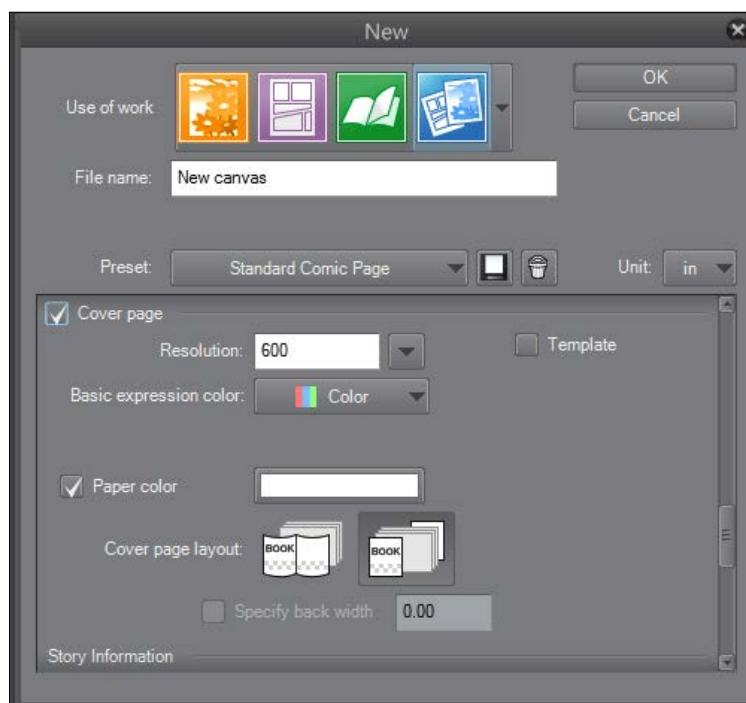 New
Use of work
OK
Cancel
File name: New canvas
Preset: Standard Comic Page Unit: in
Cover page
Resolution: 600 Template
Basic expression color: Color
Paper color
Cover page layout: BOOK BOOK
Specify back width 0.00
Story Information